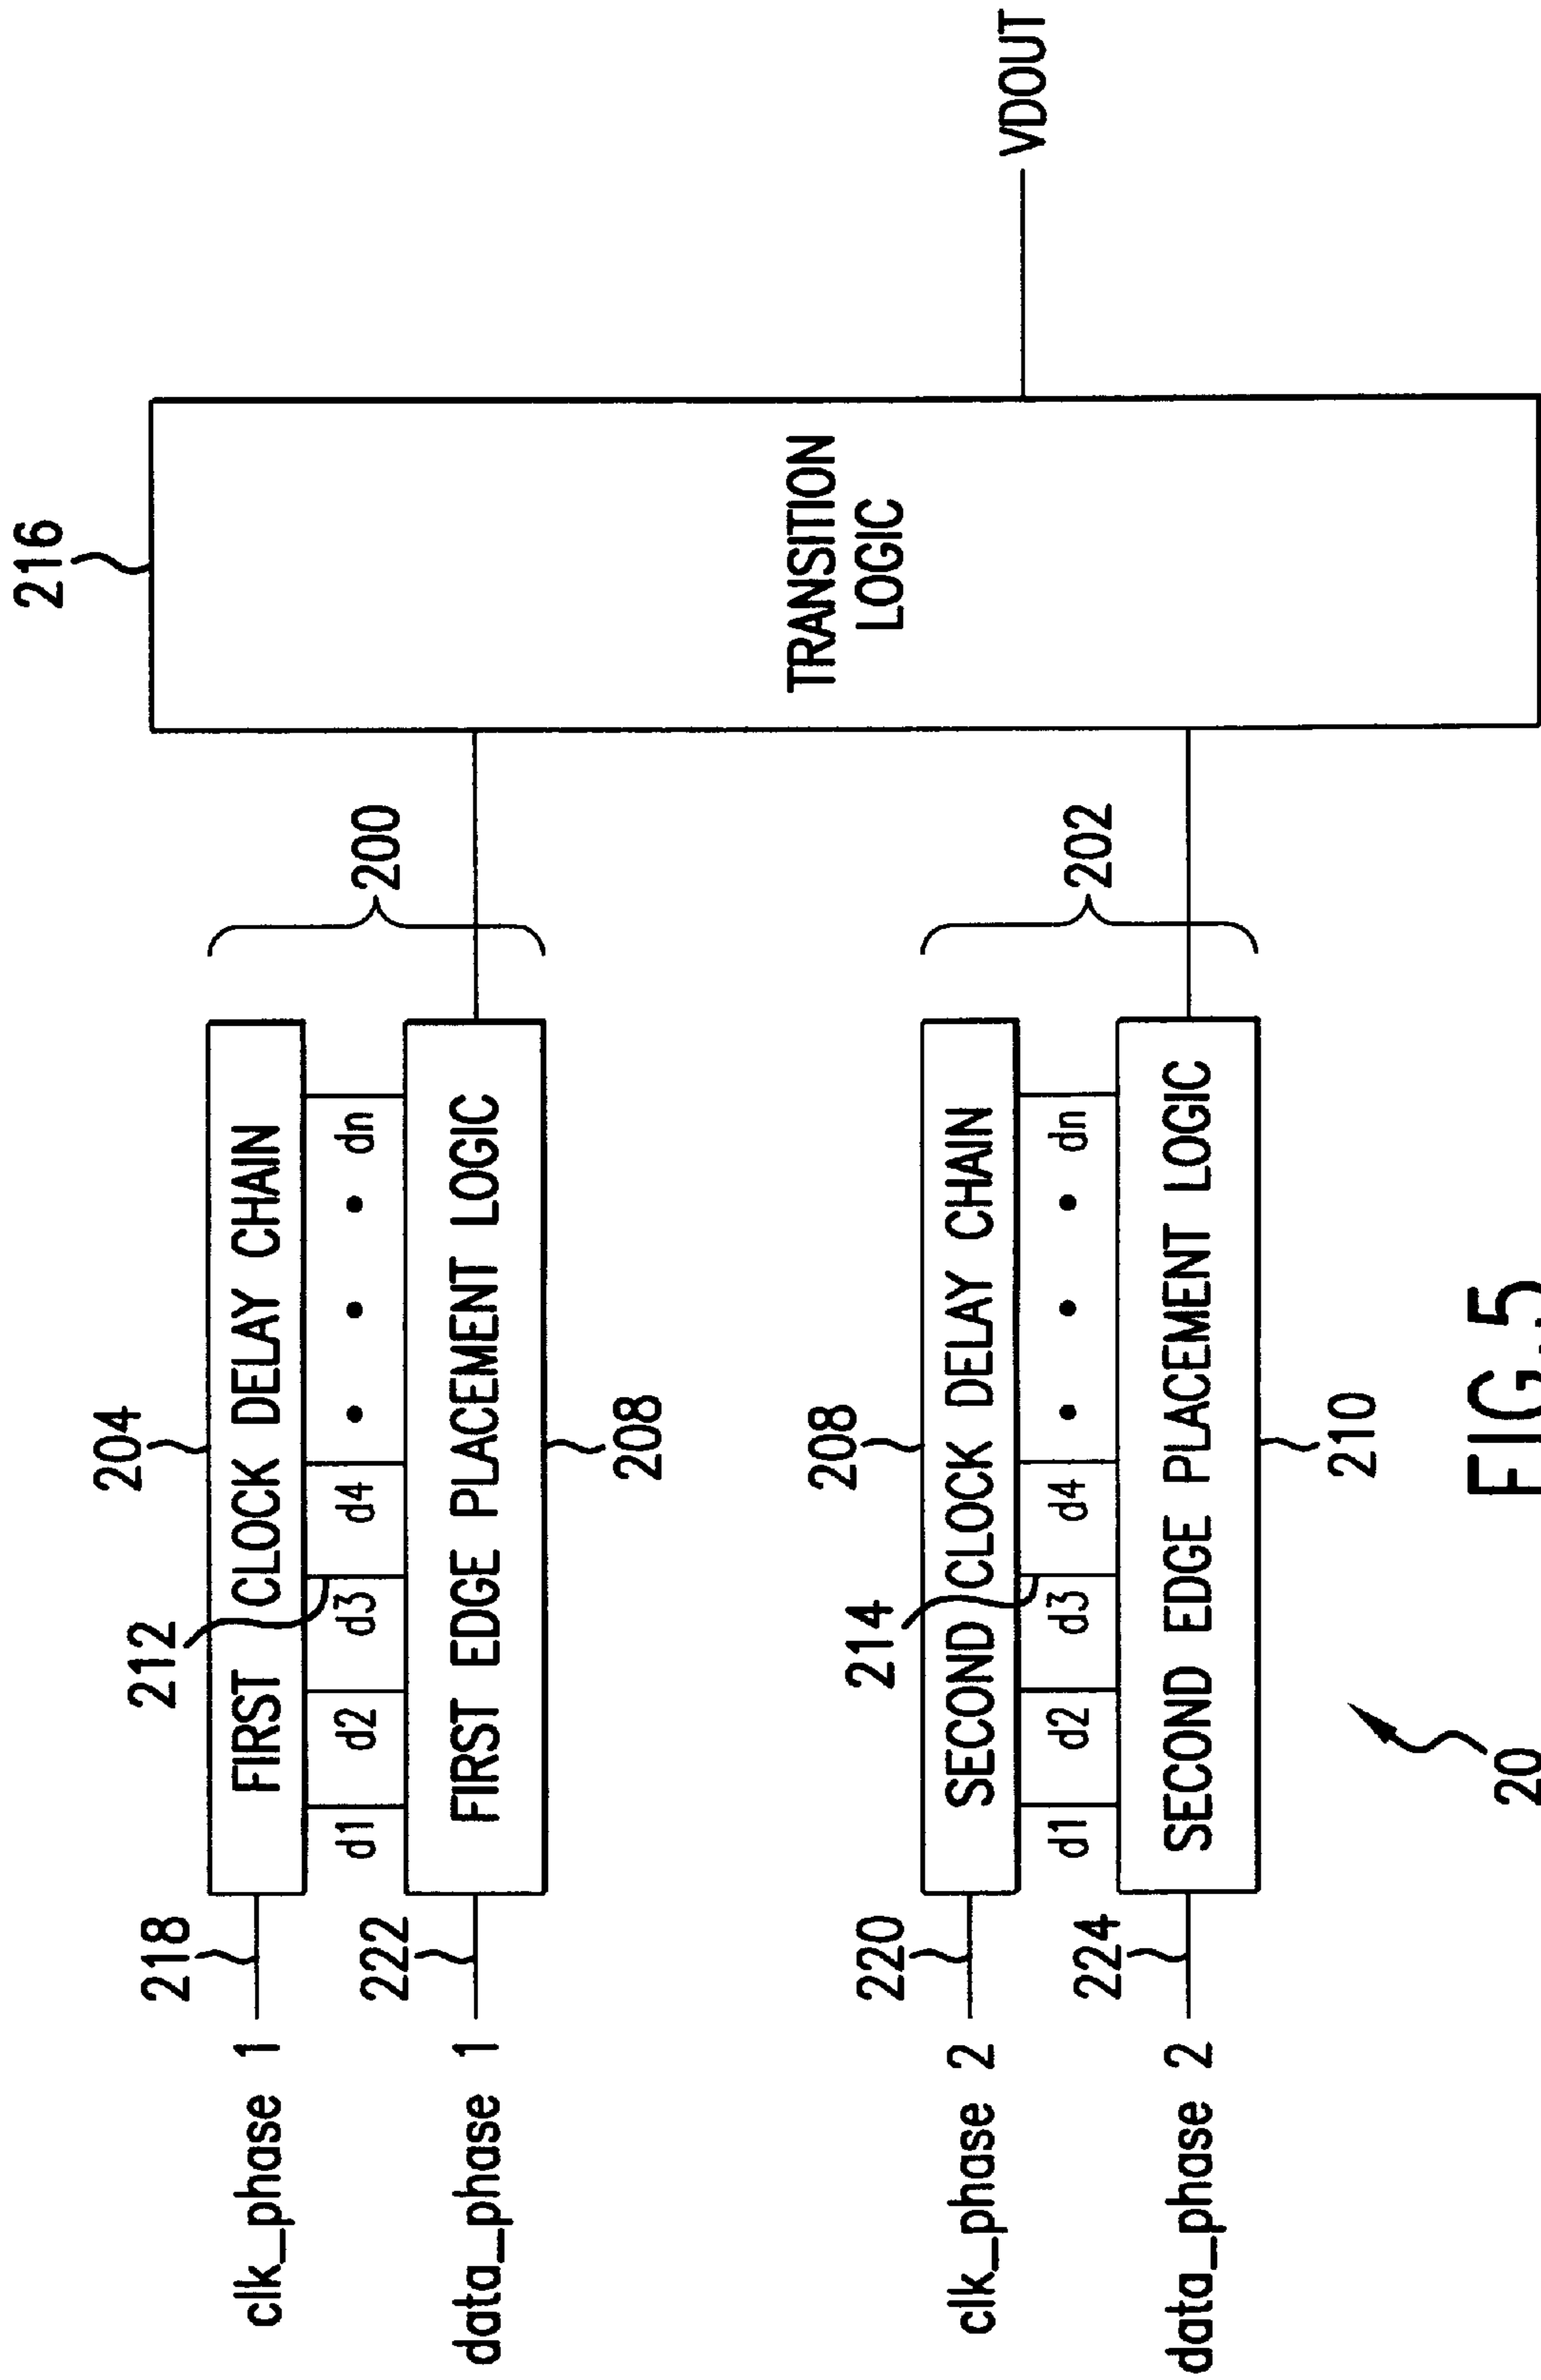 216
204
FIRST CLOCK DELAY CHAIN
200
218
clk_phase 1
212
d1 d2 d3 d4 dn
222
data_phase 1
FIRST EDGE PLACEMENT LOGIC
208
TRANSITION
LOGIC
VDOUT
208
SECOND CLOCK DELAY CHAIN
202
220
clk_phase 2
214
d1 d2 d3 d4 dn
224
data_phase 2
SECOND EDGE PLACEMENT LOGIC
210
20
FIG.5